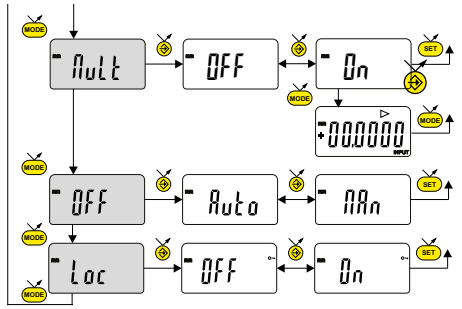 MODE
Mult OFF On SET
MODE
+00.0000 MODE
INPUT
MODE
OFF Auto MAn SET
MODE
Loc OFF On SET
MODE